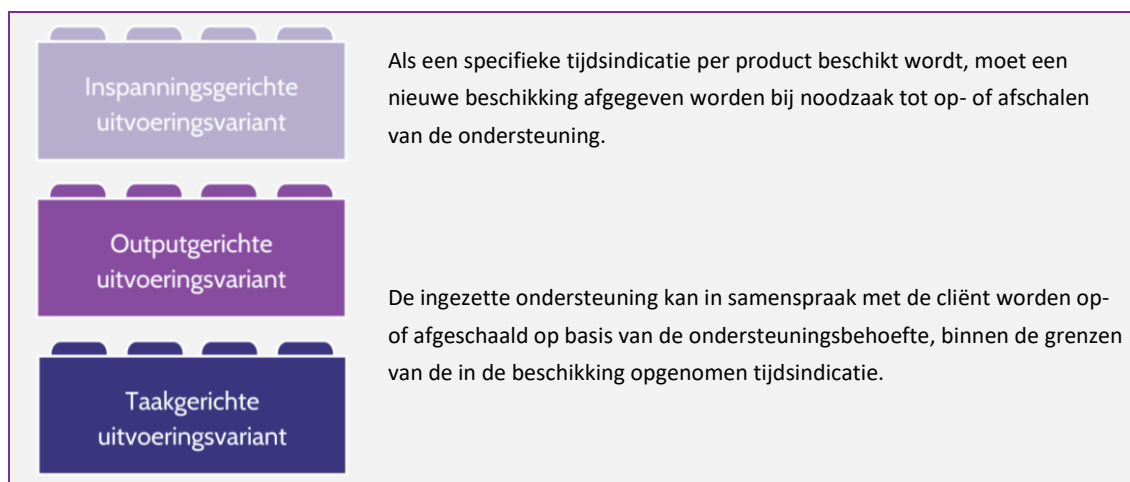 Inspanningsgerichte
uitvoeringsvariant
Als een specifieke tijdsindicatie per product beschikt wordt, moet een
nieuwe beschikking afgegeven worden bij noodzaak tot op- of afschalen
van de ondersteuning.
Outputgerichte
uitvoeringsvariant
De ingezette ondersteuning kan in samenspraak met de cliënt worden op-
of afgeschaald op basis van de ondersteuningsbehoefte, binnen de grenzen
van de in de beschikking opgenomen tijdsindicatie.
Taakgerichte
uitvoeringsvariant